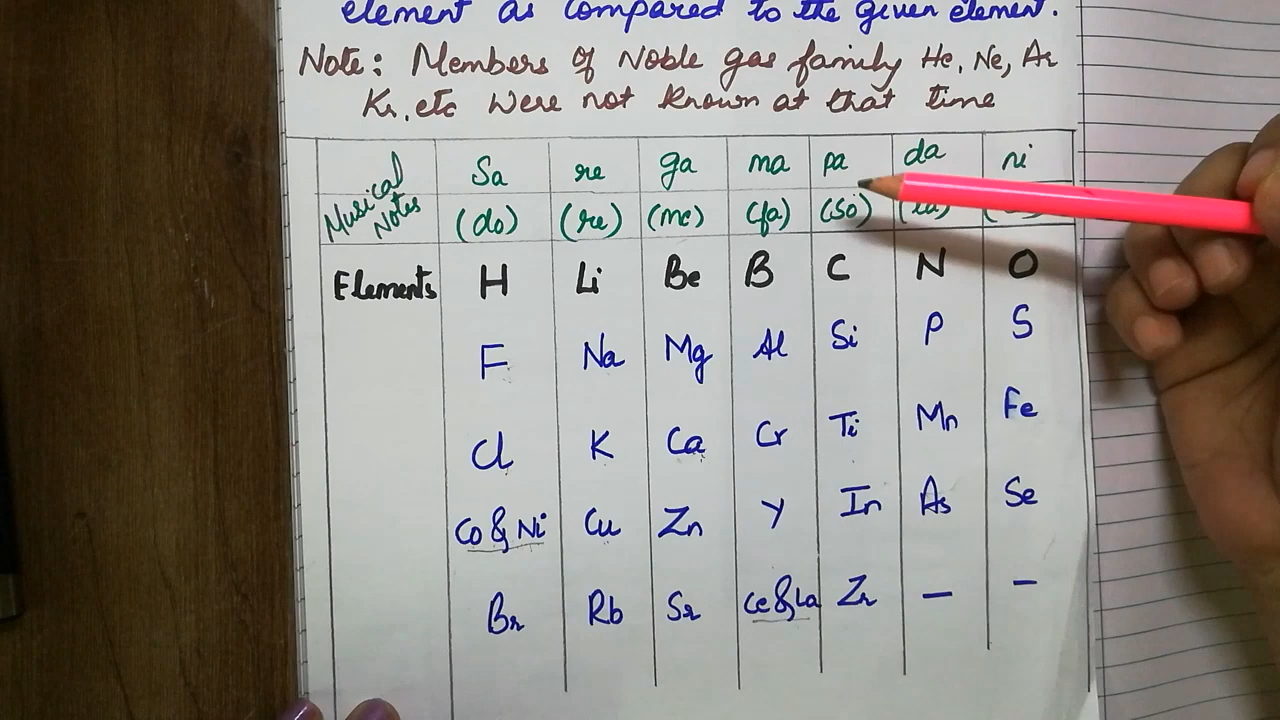 element as compared to the given element.
Note: Members of Noble gas family He, Ne, Ar
Kr, etc were not known at that time
Musical Notes Sa re ga ma pa da ni
(do) (re) (me) (fa) (so) (la)
Elements H Li Be B C N O
F Na Mg Al Si P S
Cl K Ca Cr Ti Mn Fe
Co & Ni Cu Zn Y In As Se
Br Rb Sr Ce & La Zr — —